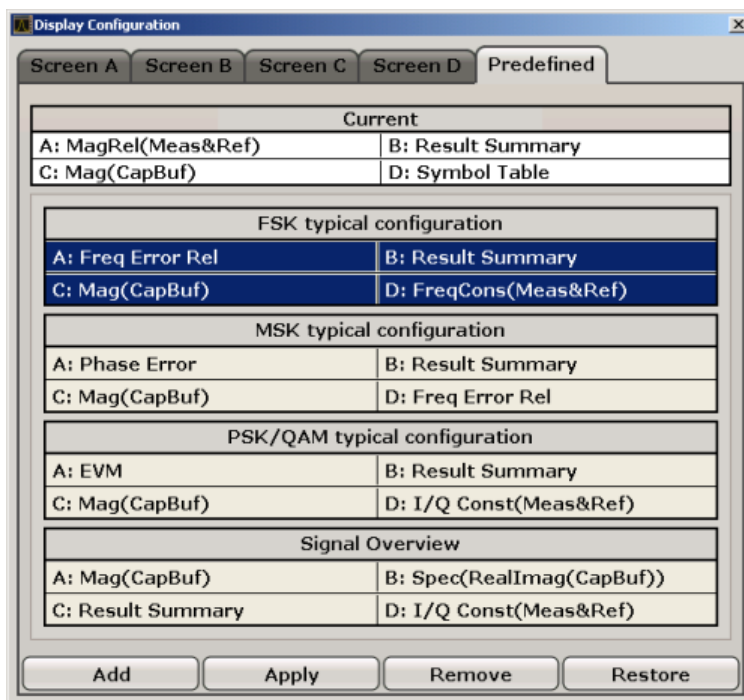 Display Configuration
Screen A Screen B Screen C Screen D Predefined
Current
A: MagRel(Meas&Ref) B: Result Summary
C: Mag(CapBuf) D: Symbol Table
FSK typical configuration
A: Freq Error Rel B: Result Summary
C: Mag(CapBuf) D: FreqCons(Meas&Ref)
MSK typical configuration
A: Phase Error B: Result Summary
C: Mag(CapBuf) D: Freq Error Rel
PSK/QAM typical configuration
A: EVM B: Result Summary
C: Mag(CapBuf) D: I/Q Const(Meas&Ref)
Signal Overview
A: Mag(CapBuf) B: Spec(RealImag(CapBuf))
C: Result Summary D: I/Q Const(Meas&Ref)
Add Apply Remove Restore